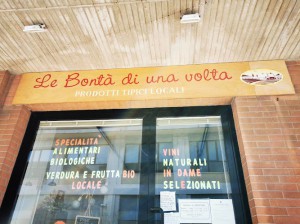 Le Bontà di una volta
PRODOTTI TIPICI LOCALI
SPECIALITÀ
ALIMENTARI
BIOLOGICHE
VERDURA E FRUTTA BIO
LOCALE
VINI
NATURALI
IN DAME
SELEZIONATI